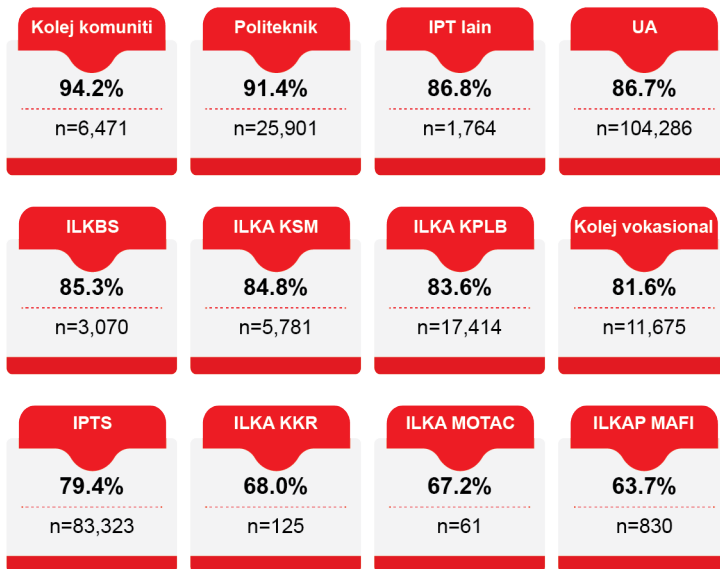 Kolej komuniti
94.2%
n=6,471
Politeknik
91.4%
n=25,901
IPT lain
86.8%
n=1,764
UA
86.7%
n=104,286
ILKBS
85.3%
n=3,070
ILKA KSM
84.8%
n=5,781
ILKA KPLB
83.6%
n=17,414
Kolej vokasional
81.6%
n=11,675
IPTS
79.4%
n=83,323
ILKA KKR
68.0%
n=125
ILKA MOTAC
67.2%
n=61
ILKAP MAFI
63.7%
n=830